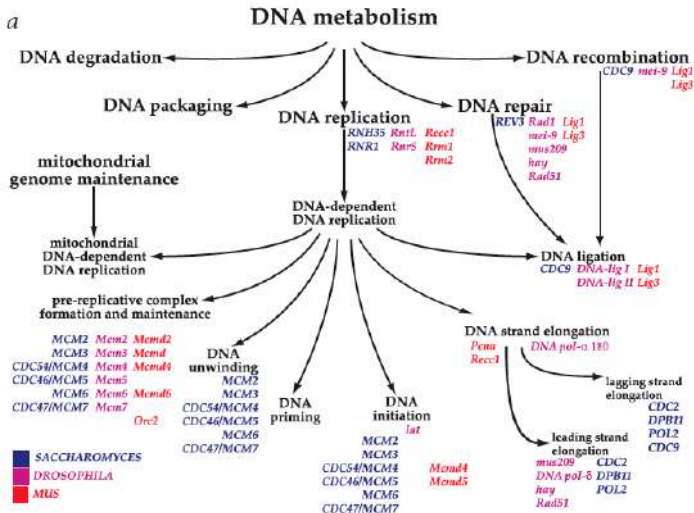 a
DNA metabolism
DNA degradation
DNA packaging
DNA replication
RNH35 RntL Recc1
RNR1 RnrS Rrm1
Rrm2
DNA repair
REV3 Rad1 Lig1
mei-9 Lig3
mus209
hay
Rad51
DNA recombination
CDC9 mei-9 Lig1
Lig3
mitochondrial
genome maintenance
DNA-dependent
DNA replication
mitochondrial
DNA-dependent
DNA replication
DNA ligation
CDC9 DNA-lig I Lig1
DNA-lig II Lig3
pre-replicative complex
formation and maintenance
MCM2 Mcm2 Mcmd2
MCM3 Mcm3 Mcmd
CDC54/MCM4 Mcm4 Mcmd4
CDC46/MCM5 Mcm5
MCM6 Mcm6 Mcmd6
CDC47/MCM7 Mcm7
Orc2
DNA
unwinding
MCM2
MCM3
CDC54/MCM4
CDC46/MCM5
MCM6
CDC47/MCM7
DNA
priming
DNA
initiation
lat
MCM2
MCM3
CDC54/MCM4 Mcmd4
CDC46/MCM5 Mcmd5
MCM6
CDC47/MCM7
DNA strand elongation
Pcna DNA pol-α 180
Recc1
lagging strand
elongation
CDC2
DPB11
POL2
CDC9
leading strand
elongation
mus209 CDC2
DNA pol-δ DPB11
hay POL2
Rad51
SACCHAROMYCES
DROSOPHILA
MUS